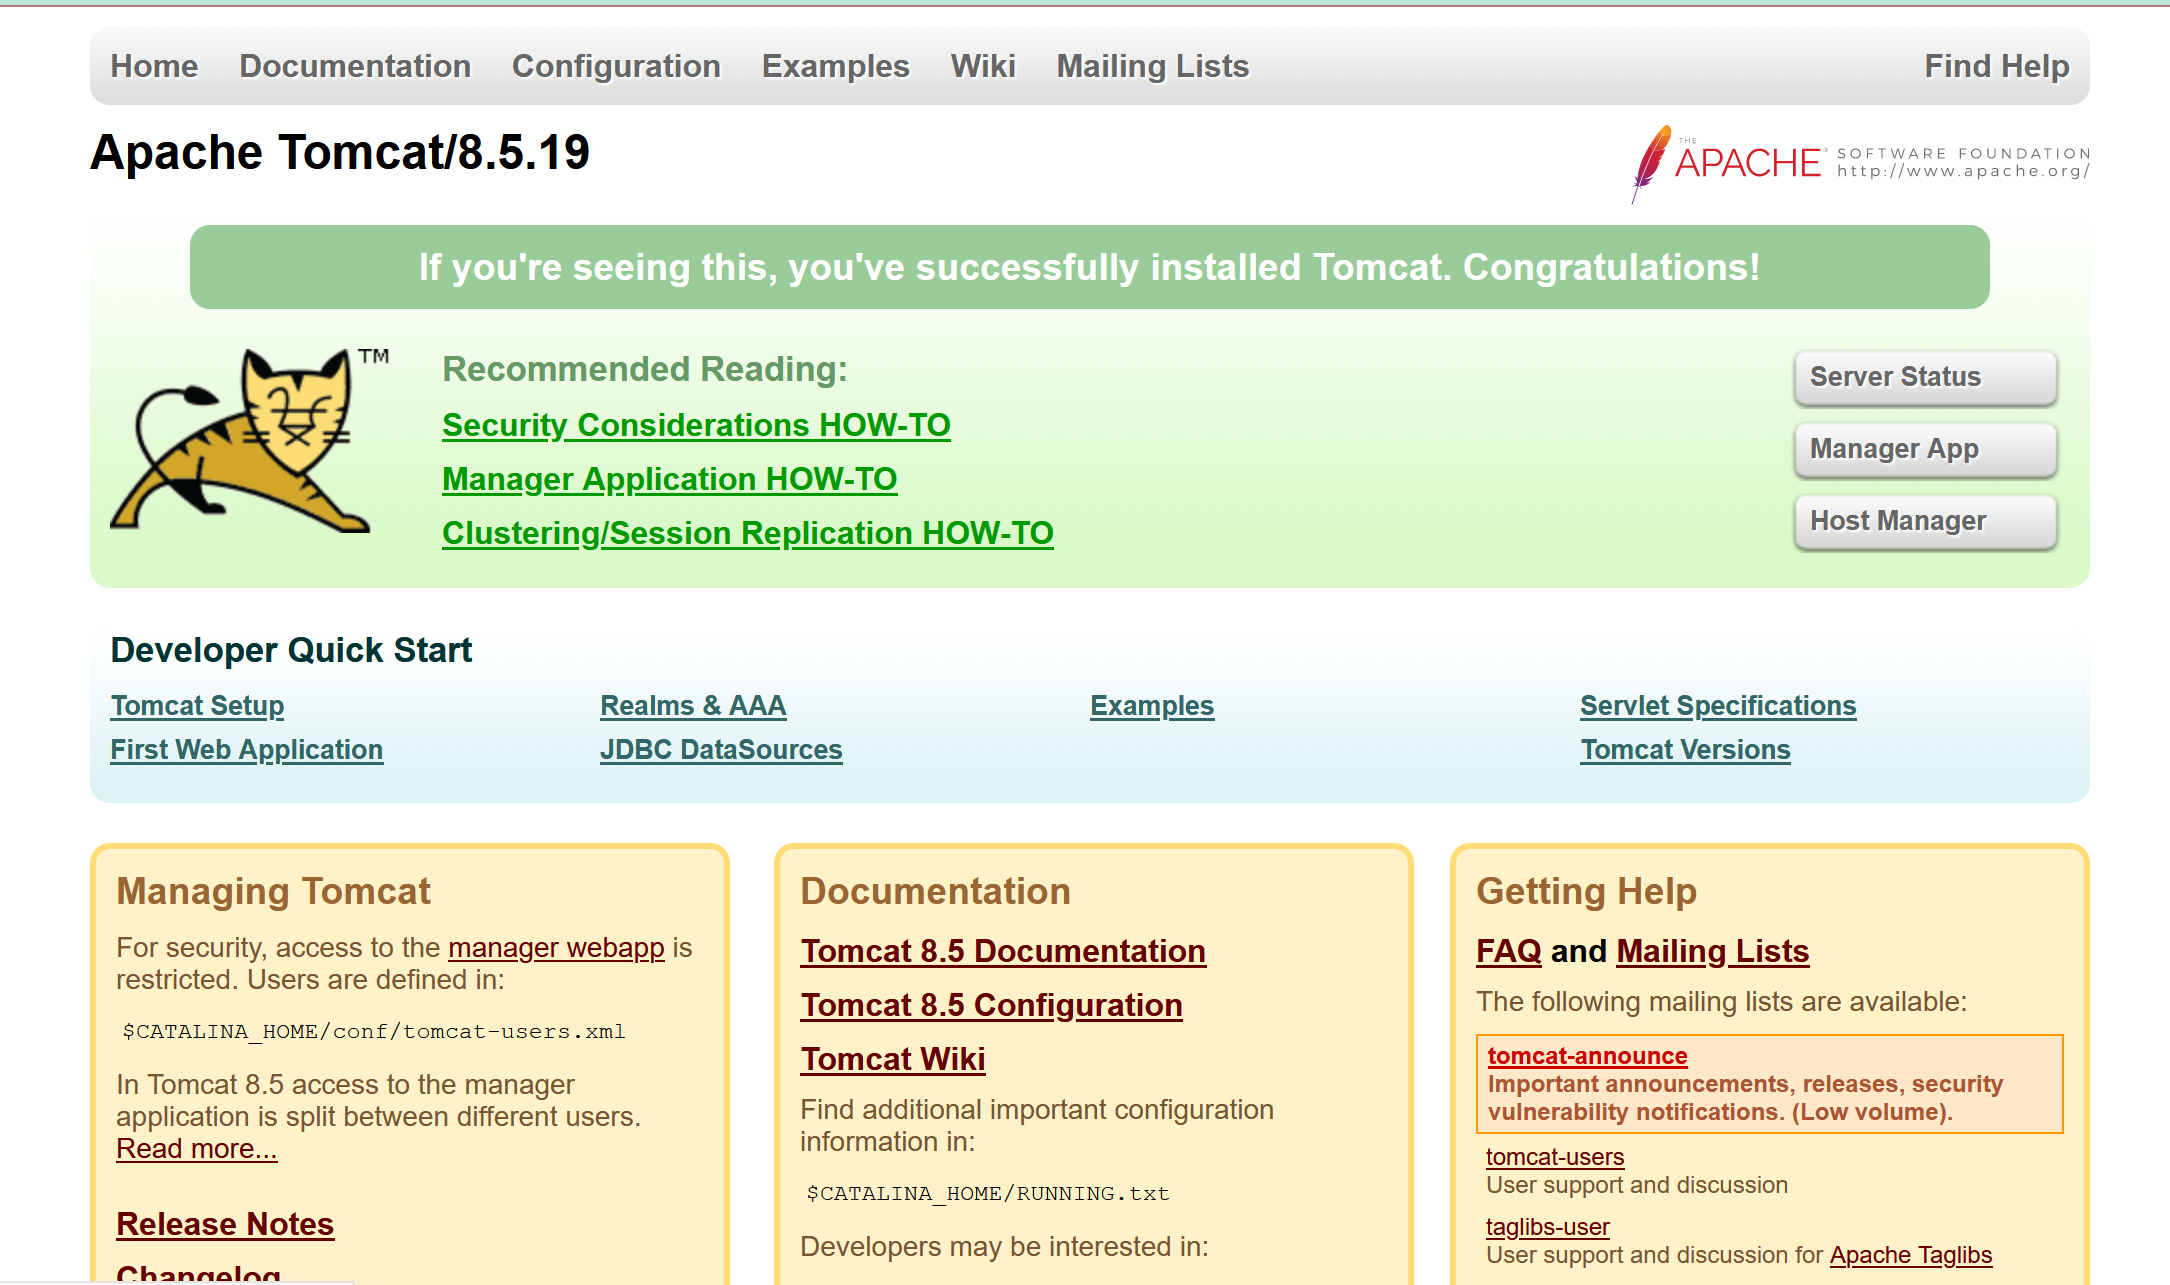 Home Documentation Configuration Examples Wiki Mailing Lists Find Help
Apache Tomcat/8.5.19
THE APACHE® SOFTWARE FOUNDATION
http://www.apache.org/
If you're seeing this, you've successfully installed Tomcat. Congratulations!
TM
Recommended Reading:
Security Considerations HOW-TO
Manager Application HOW-TO
Clustering/Session Replication HOW-TO
Server Status
Manager App
Host Manager
Developer Quick Start
Tomcat Setup
First Web Application
Realms & AAA
JDBC DataSources
Examples
Servlet Specifications
Tomcat Versions
Managing Tomcat
For security, access to the manager webapp is
restricted. Users are defined in:
$CATALINA_HOME/conf/tomcat-users.xml
In Tomcat 8.5 access to the manager
application is split between different users.
Read more...
Release Notes
Changelog
Documentation
Tomcat 8.5 Documentation
Tomcat 8.5 Configuration
Tomcat Wiki
Find additional important configuration
information in:
$CATALINA_HOME/RUNNING.txt
Developers may be interested in:
Getting Help
FAQ and Mailing Lists
The following mailing lists are available:
tomcat-announce
Important announcements, releases, security
vulnerability notifications. (Low volume).
tomcat-users
User support and discussion
taglibs-user
User support and discussion for Apache Taglibs